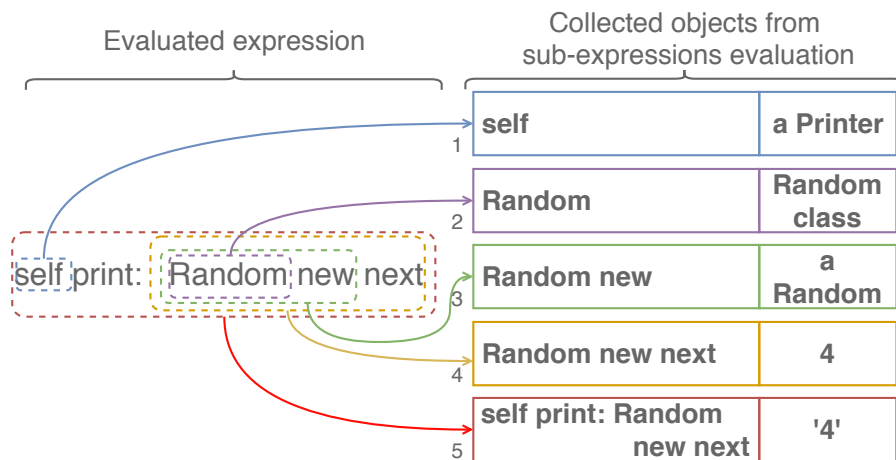 Evaluated expression
Collected objects from
sub-expressions evaluation
self print: Random new next
1
self
a Printer
2
Random
Random
class
3
Random new
a
Random
4
Random new next
4
5
self print: Random
new next
'4'